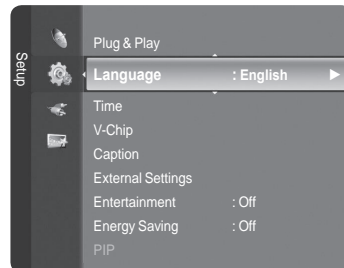 Setup
Plug & Play
Language : English
Time
V-Chip
Caption
External Settings
Entertainment : Off
Energy Saving : Off
PIP